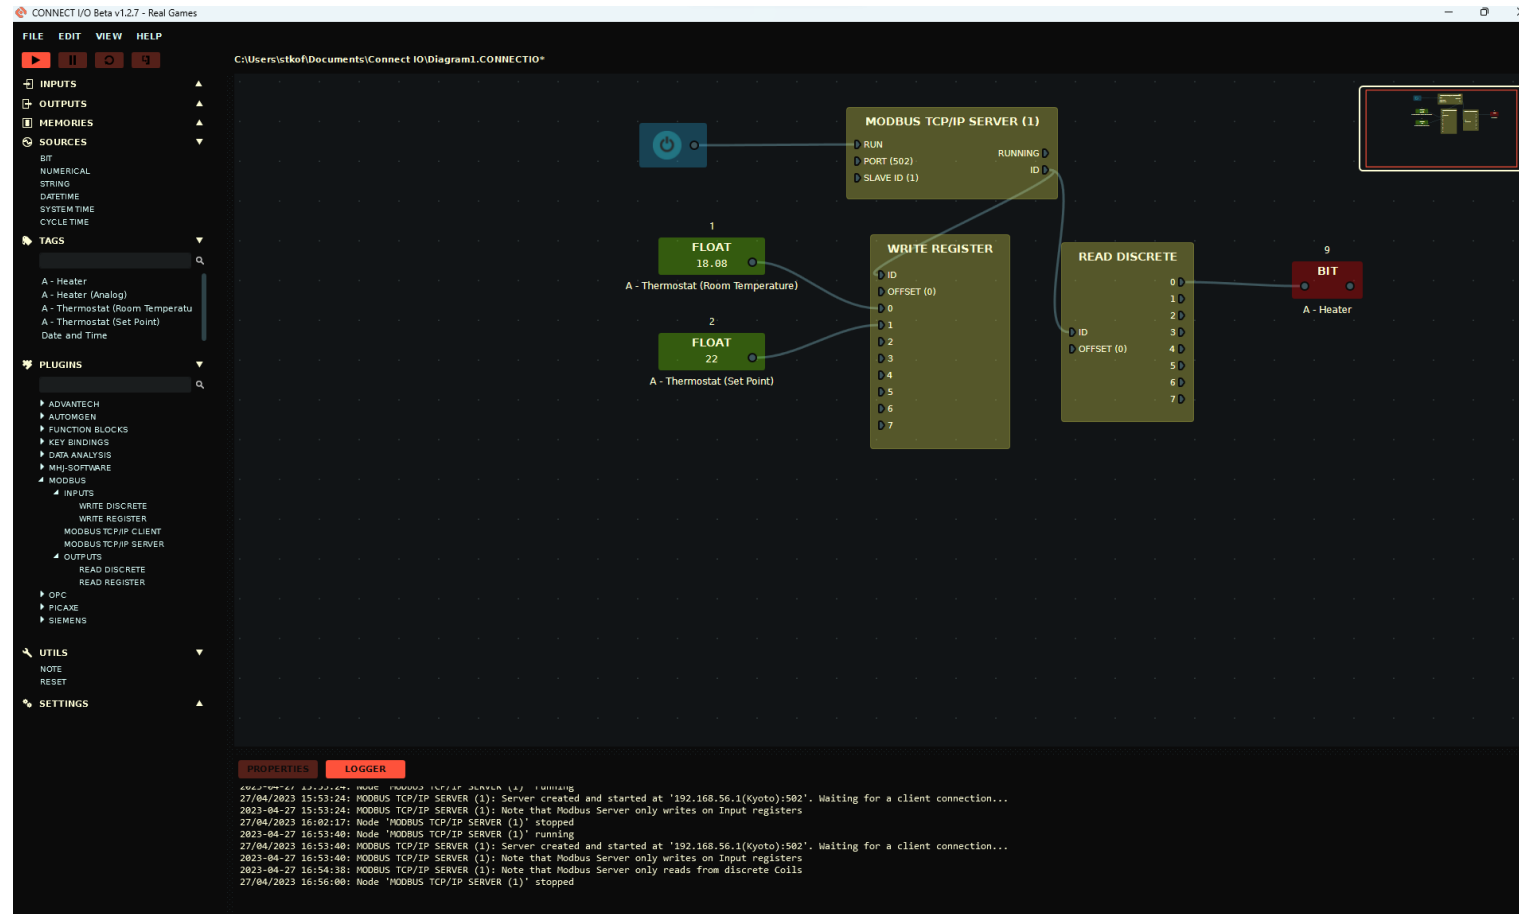 CONNECT I/O Beta v1.2.7 - Real Games
FILE EDIT VIEW HELP
C:\Users\stkof\Documents\Connect IO\Diagram1.CONNECTIO*
INPUTS
OUTPUTS
MEMORIES
SOURCES
BIT
NUMERICAL
STRING
DATETIME
SYSTEM TIME
CYCLE TIME
TAGS
A - Heater
A - Heater (Analog)
A - Thermostat (Room Temperatu
A - Thermostat (Set Point)
Date and Time
PLUGINS
ADVANTECH
AUTOMGEN
FUNCTION BLOCKS
KEY BINDINGS
DATA ANALYSIS
MHJ-SOFTWARE
MODBUS
INPUTS
WRITE DISCRETE
WRITE REGISTER
MODBUS TCP/IP CLIENT
MODBUS TCP/IP SERVER
OUTPUTS
READ DISCRETE
READ REGISTER
OPC
PICAXE
SIEMENS
UTILS
NOTE
RESET
SETTINGS
MODBUS TCP/IP SERVER (1)
RUN
PORT (502)
SLAVE ID (1)
RUNNING
ID
1
FLOAT
18.08
A - Thermostat (Room Temperature)
2
FLOAT
22
A - Thermostat (Set Point)
WRITE REGISTER
ID
OFFSET (0)
0
1
2
3
4
5
6
7
READ DISCRETE
ID
OFFSET (0)
0
1
2
3
4
5
6
7
9
BIT
A - Heater
PROPERTIES LOGGER
2023-04-27 15:53:24: Node 'MODBUS TCP/IP SERVER (1)' running
27/04/2023 15:53:24: MODBUS TCP/IP SERVER (1): Server created and started at '192.168.56.1(Kyoto):502'. Waiting for a client connection...
2023-04-27 15:53:24: MODBUS TCP/IP SERVER (1): Note that Modbus Server only writes on Input registers
27/04/2023 16:02:17: Node 'MODBUS TCP/IP SERVER (1)' stopped
2023-04-27 16:53:40: Node 'MODBUS TCP/IP SERVER (1)' running
27/04/2023 16:53:40: MODBUS TCP/IP SERVER (1): Server created and started at '192.168.56.1(Kyoto):502'. Waiting for a client connection...
2023-04-27 16:53:40: MODBUS TCP/IP SERVER (1): Note that Modbus Server only writes on Input registers
2023-04-27 16:54:38: MODBUS TCP/IP SERVER (1): Note that Modbus Server only reads from discrete Coils
27/04/2023 16:56:00: Node 'MODBUS TCP/IP SERVER (1)' stopped